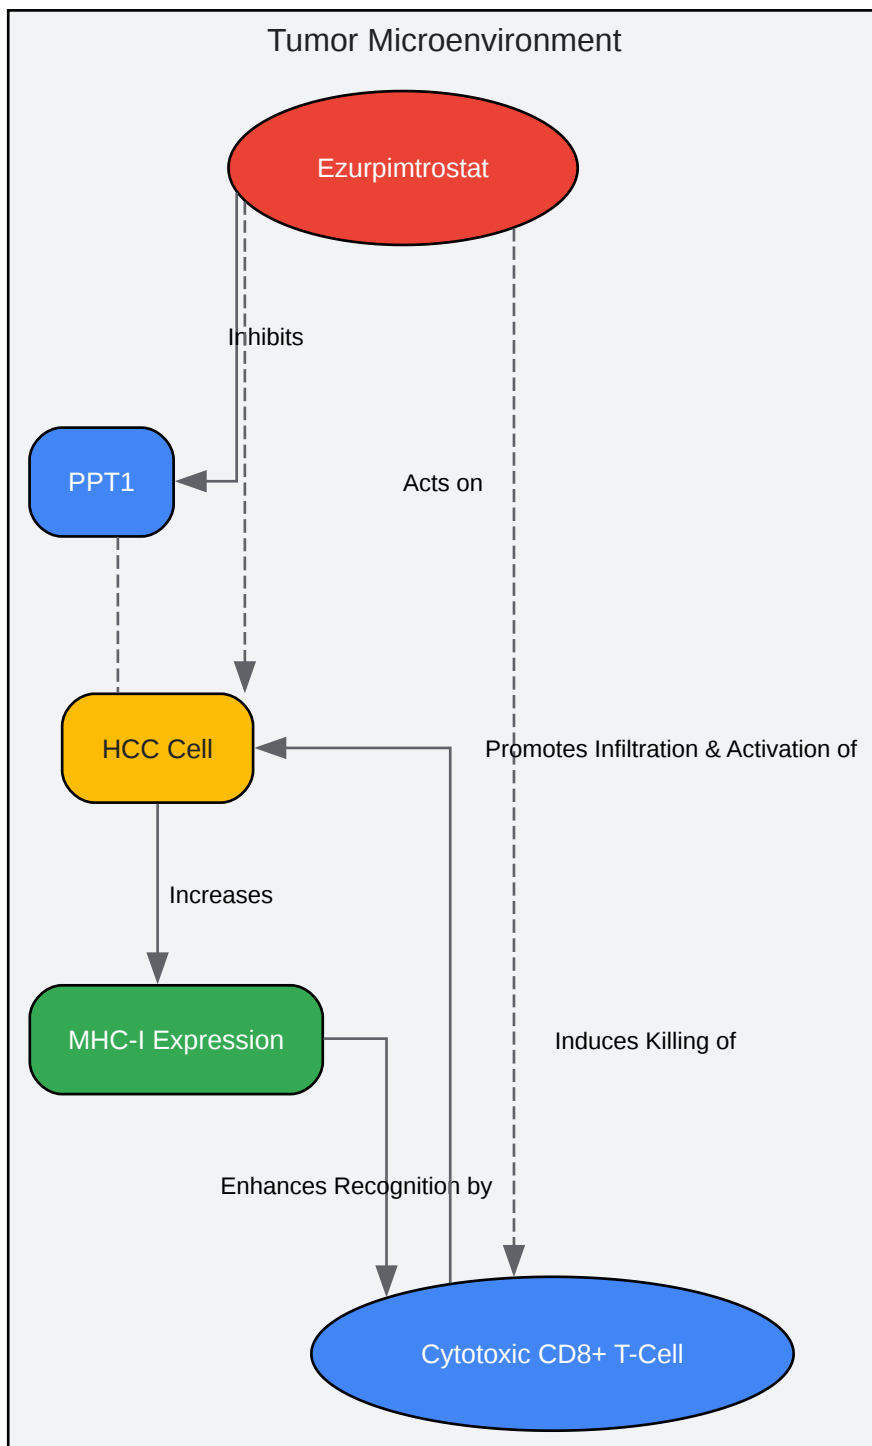 Tumor Microenvironment
Ezurpimtrostat
Inhibits
PPT1
Acts on
HCC Cell
Promotes Infiltration & Activation of
Increases
MHC-I Expression
Induces Killing of
Enhances Recognition by
Cytotoxic CD8+ T-Cell